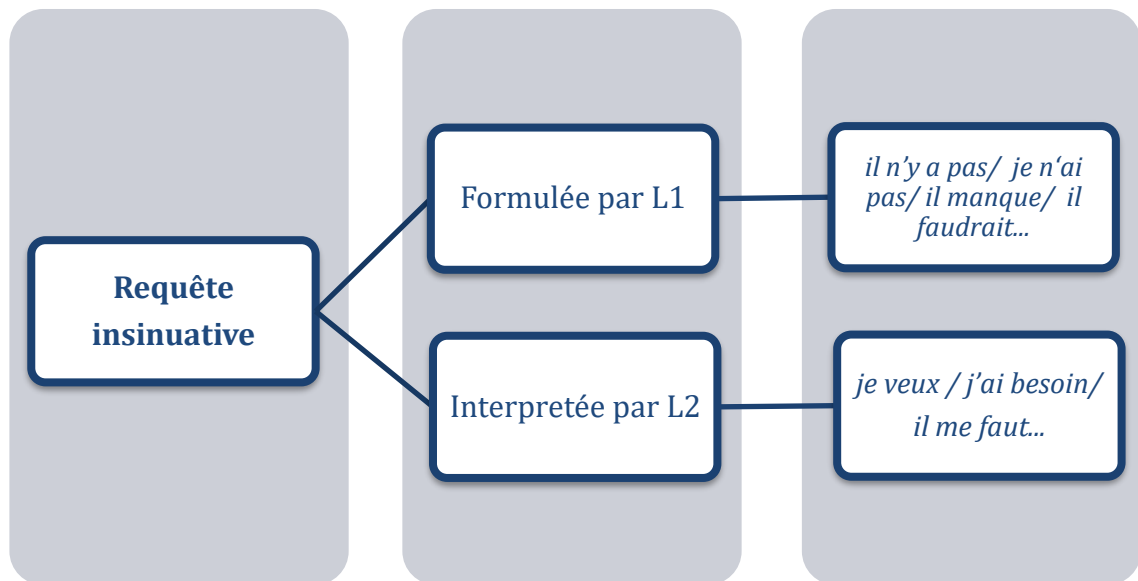 Requête
insinuative
Formulée par L1
il n'y a pas/ je n‘ai
pas/ il manque/ il
faudrait...
Interpretée par L2
je veux / j’ai besoin/
il me faut...